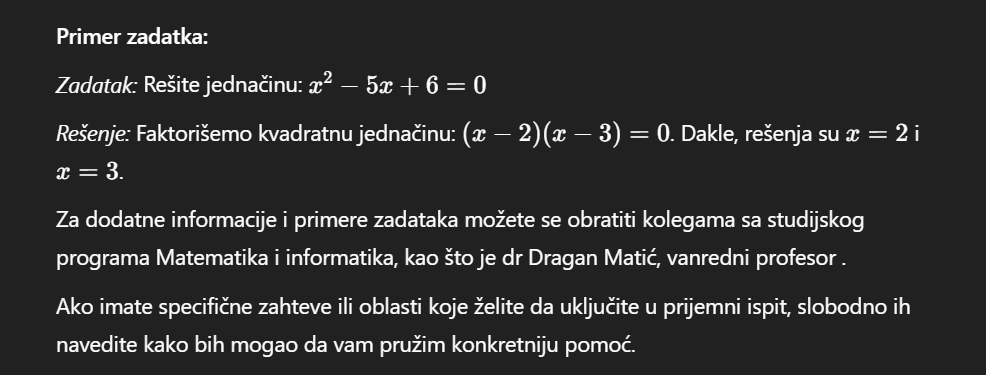 Primer zadatka:
Zadatak: Rešite jednačinu: x² − 5x + 6 = 0
Rešenje: Faktorišemo kvadratnu jednačinu: (x − 2)(x − 3) = 0. Dakle, rešenja su x = 2 i
x = 3.
Za dodatne informacije i primere zadataka možete se obratiti kolegama sa studijskog
programa Matematika i informatika, kao što je dr Dragan Matić, vanredni profesor .
Ako imate specifične zahteve ili oblasti koje želite da uključite u prijemni ispit, slobodno ih
navedite kako bih mogao da vam pružim konkretniju pomoć.